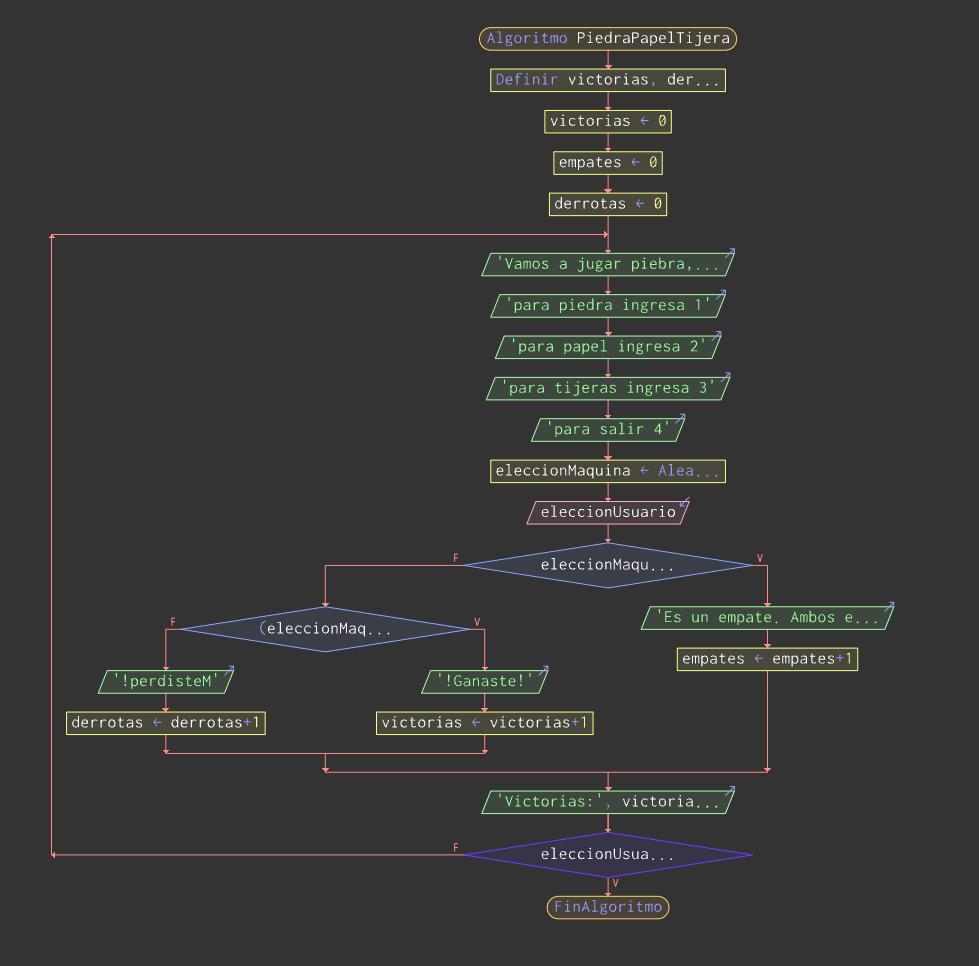 Algoritmo PiedraPapelTijera
Definir victorias, der...
victorias ← 0
empates ← 0
derrotas ← 0
'Vamos a jugar piebra,...
'para piedra ingresa 1'
'para papel ingresa 2'
'para tijeras ingresa 3'
'para salir 4'
eleccionMaquina ← Alea...
eleccionUsuario
F
eleccionMaqu...
V
F
(eleccionMaq...
V
'Es un empate. Ambos e...
empates ← empates+1
'!perdisteM'
'!Ganaste!'
derrotas ← derrotas+1
victorias ← victorias+1
'Victorias:', victoria...
F
eleccionUsua...
V
FinAlgoritmo